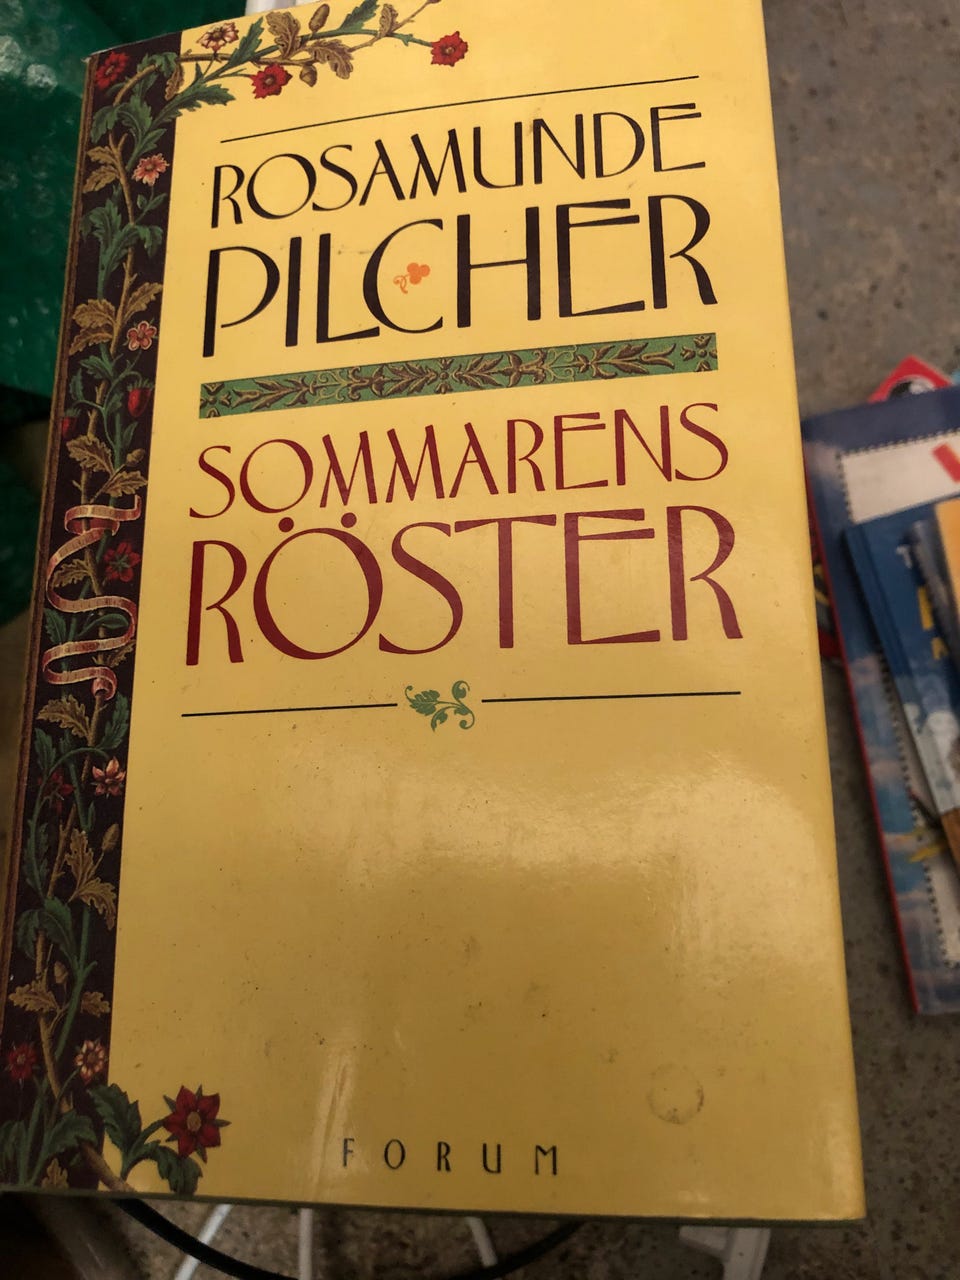 ROSAMUNDE
PILCHER
SOMMARENS
RÖSTER
FORUM